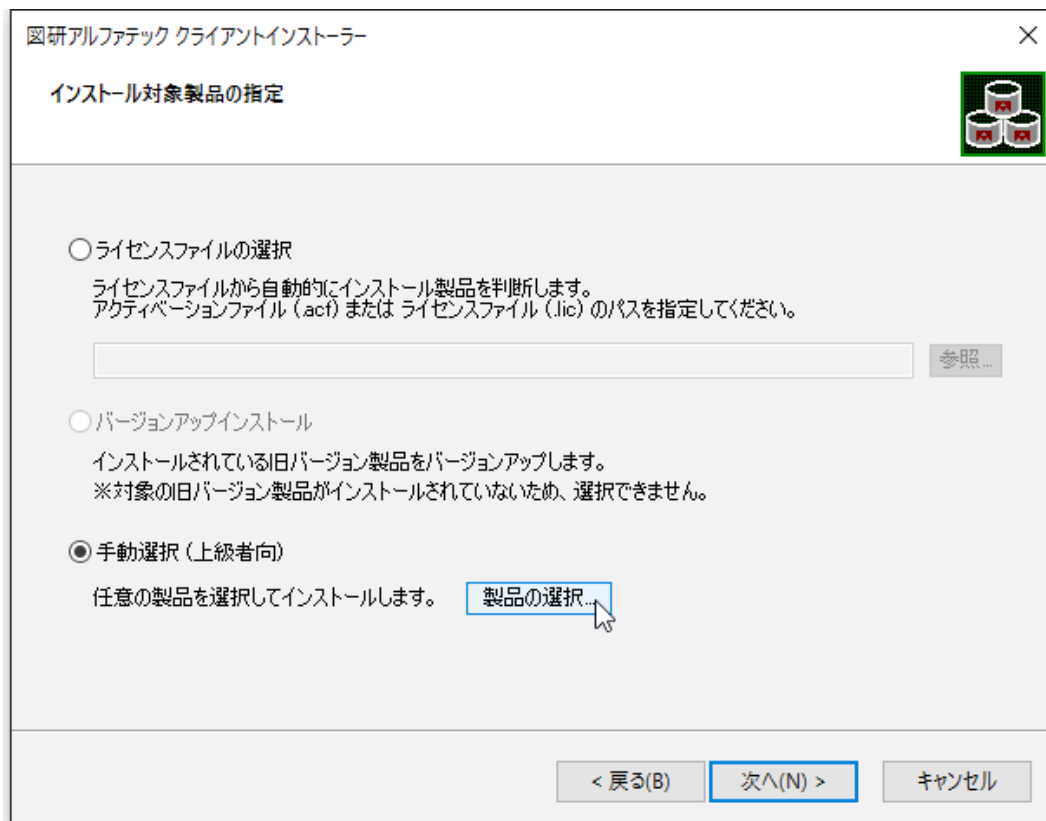 図研アルファテック クライアントインストーラー
インストール対象製品の指定
ライセンスファイルの選択
ライセンスファイルから自動的にインストール製品を判断します。
アクティベーションファイル (.acf) または ライセンスファイル (.lic) のパスを指定してください。
参照...
バージョンアップインストール
インストールされている旧バージョン製品をバージョンアップします。
※対象の旧バージョン製品がインストールされていないため、選択できません。
手動選択 (上級者向)
任意の製品を選択してインストールします。 製品の選択...
< 戻る(B) 次へ(N) > キャンセル